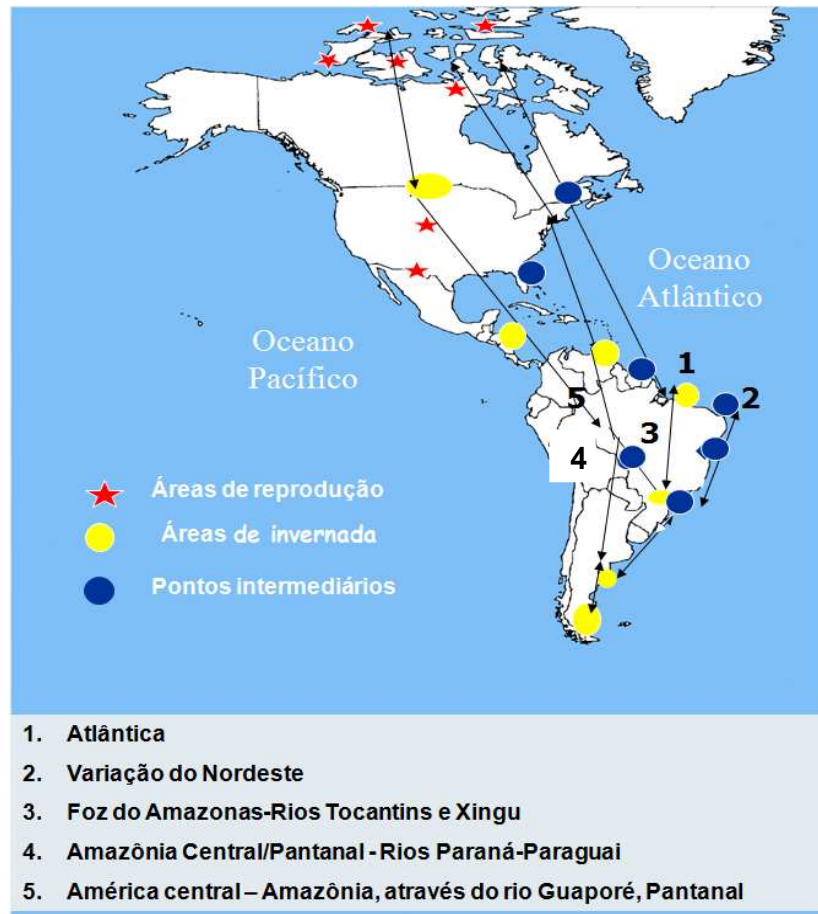 Oceano
Atlântico
Oceano
Pacífico
1
2
5
3
4
Áreas de reprodução
Áreas de invernada
Pontos intermediários
1. Atlântica
2. Variação do Nordeste
3. Foz do Amazonas-Rios Tocantins e Xingu
4. Amazônia Central/Pantanal - Rios Paraná-Paraguai
5. América central – Amazônia, através do rio Guaporé, Pantanal